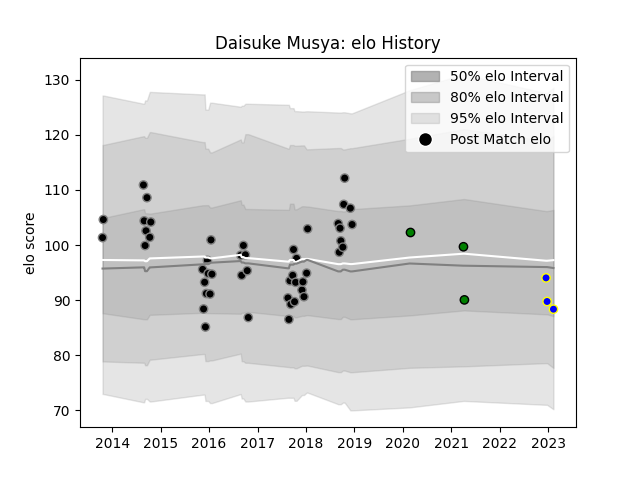 Daisuke Musya: elo History
50% elo Interval
80% elo Interval
95% elo Interval
Post Match elo
elo score
130
120
110
100
90
80
70
2014 2015 2016 2017 2018 2019 2020 2021 2022 2023